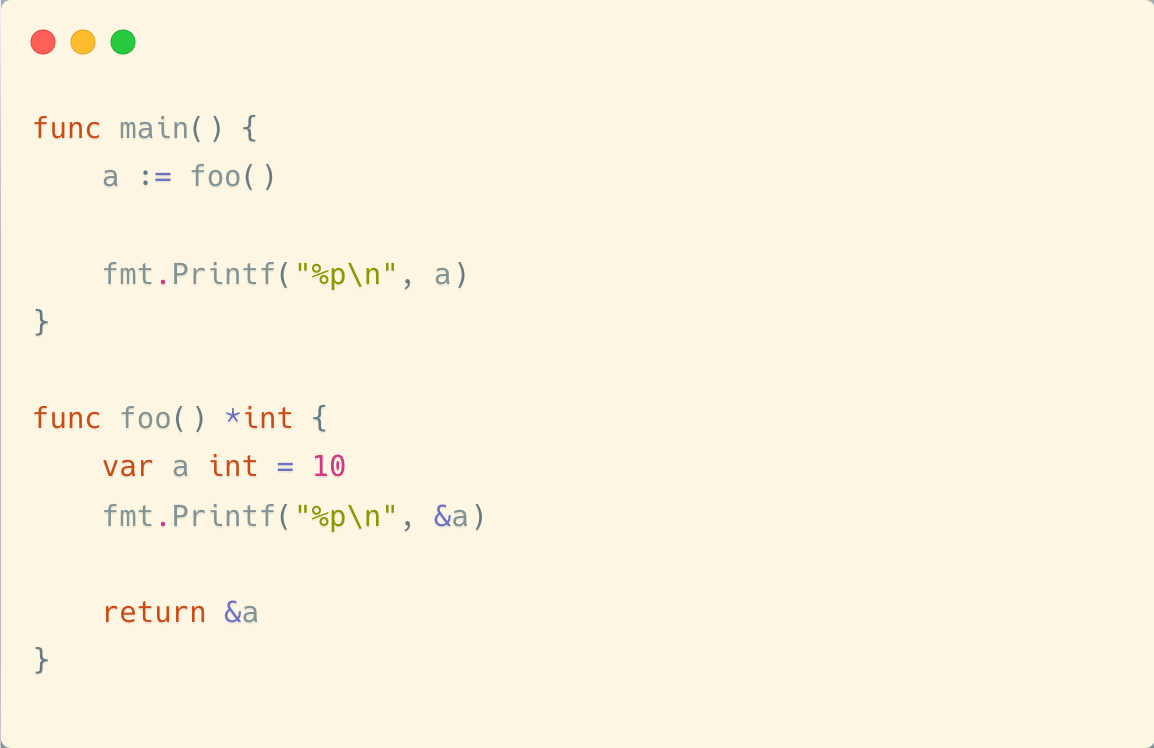 func main() {
    a := foo()

    fmt.Printf("%p\n", a)
}

func foo() *int {
    var a int = 10
    fmt.Printf("%p\n", &a)

    return &a
}